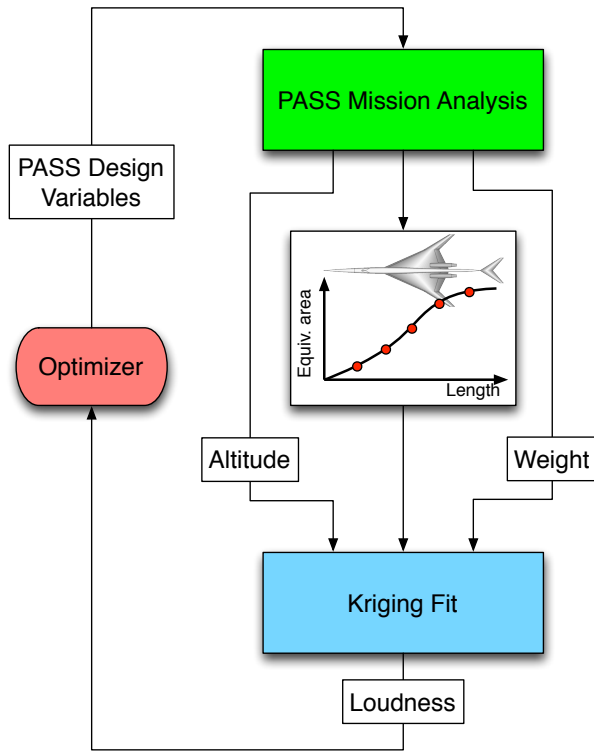 PASS Mission Analysis
PASS Design
Variables
Equiv. area
Length
Optimizer
Altitude
Weight
Kriging Fit
Loudness